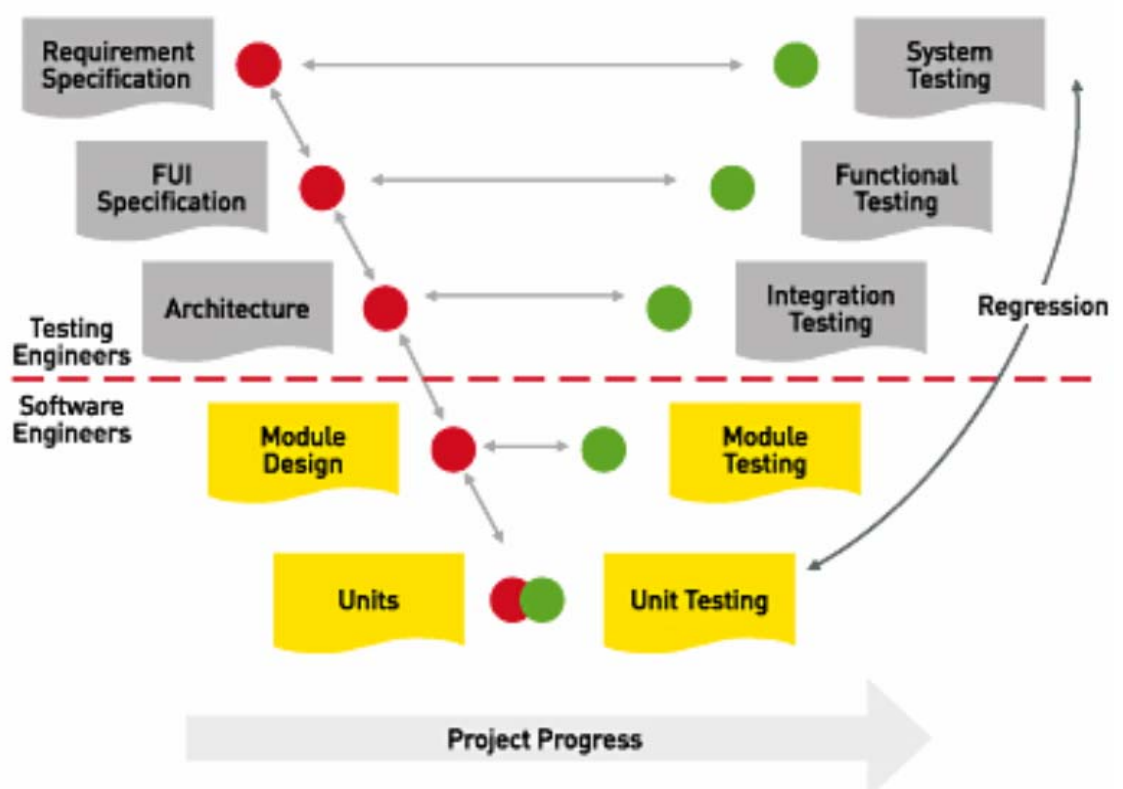 Requirement
Specification
System
Testing
FUI
Specification
Functional
Testing
Architecture
Integration
Testing
Regression
Testing
Engineers
Software
Engineers
Module
Design
Module
Testing
Units
Unit Testing
Project Progress